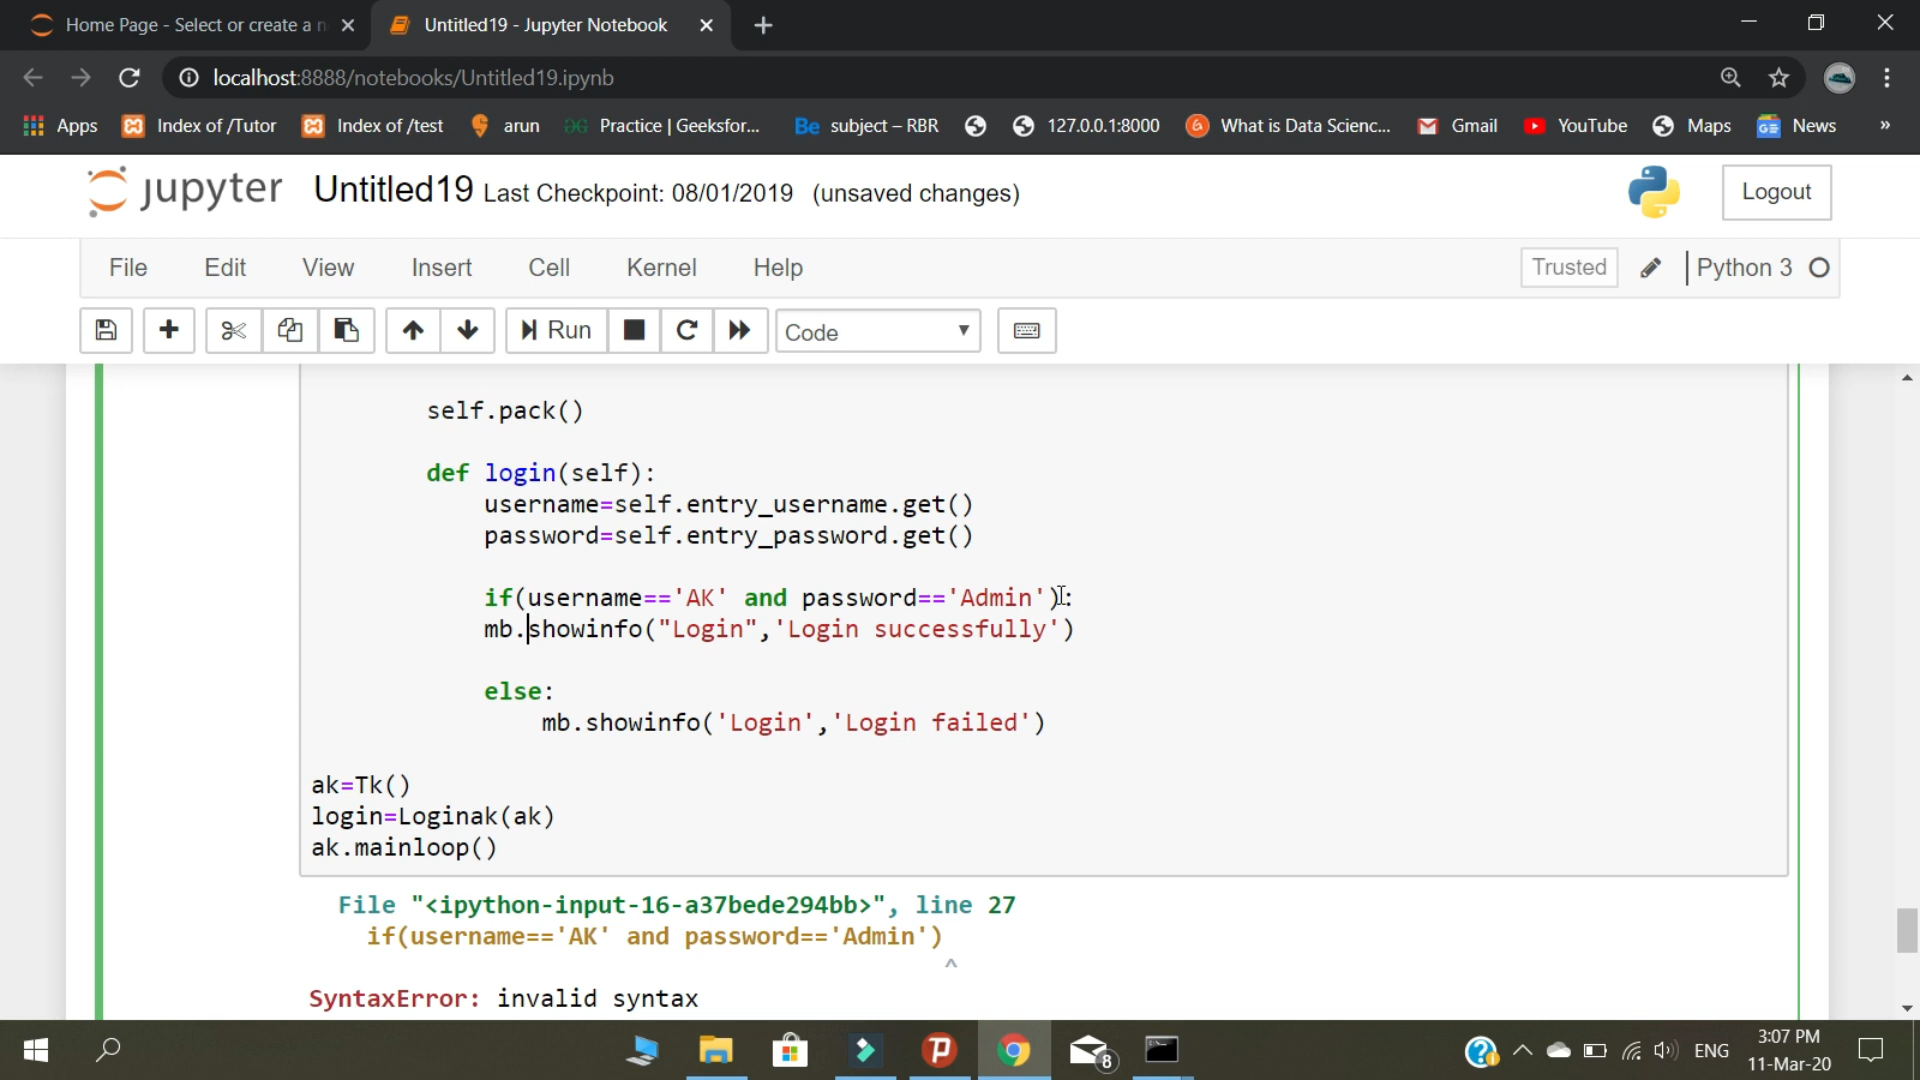 Home Page - Select or create a n
Untitled19 - Jupyter Notebook
localhost:8888/notebooks/Untitled19.ipynb
Apps
Index of /Tutor
Index of /test
arun
Practice | Geeksfor...
Be subject – RBR
127.0.0.1:8000
What is Data Scienc...
Gmail
YouTube
Maps
News
»
jupyter Untitled19 Last Checkpoint: 08/01/2019 (unsaved changes)
Logout
File Edit View Insert Cell Kernel Help
Trusted
Python 3
Run
Code
self.pack()
def login(self):
username=self.entry_username.get()
password=self.entry_password.get()
if(username=='AK' and password=='Admin'):
mb.showinfo("Login",'Login successfully')
else:
mb.showinfo('Login','Login failed')
ak=Tk()
login=Loginak(ak)
ak.mainloop()
File "<ipython-input-16-a37bede294bb>", line 27
if(username=='AK' and password=='Admin')
^
SyntaxError: invalid syntax
8
ENG
3:07 PM
11-Mar-20